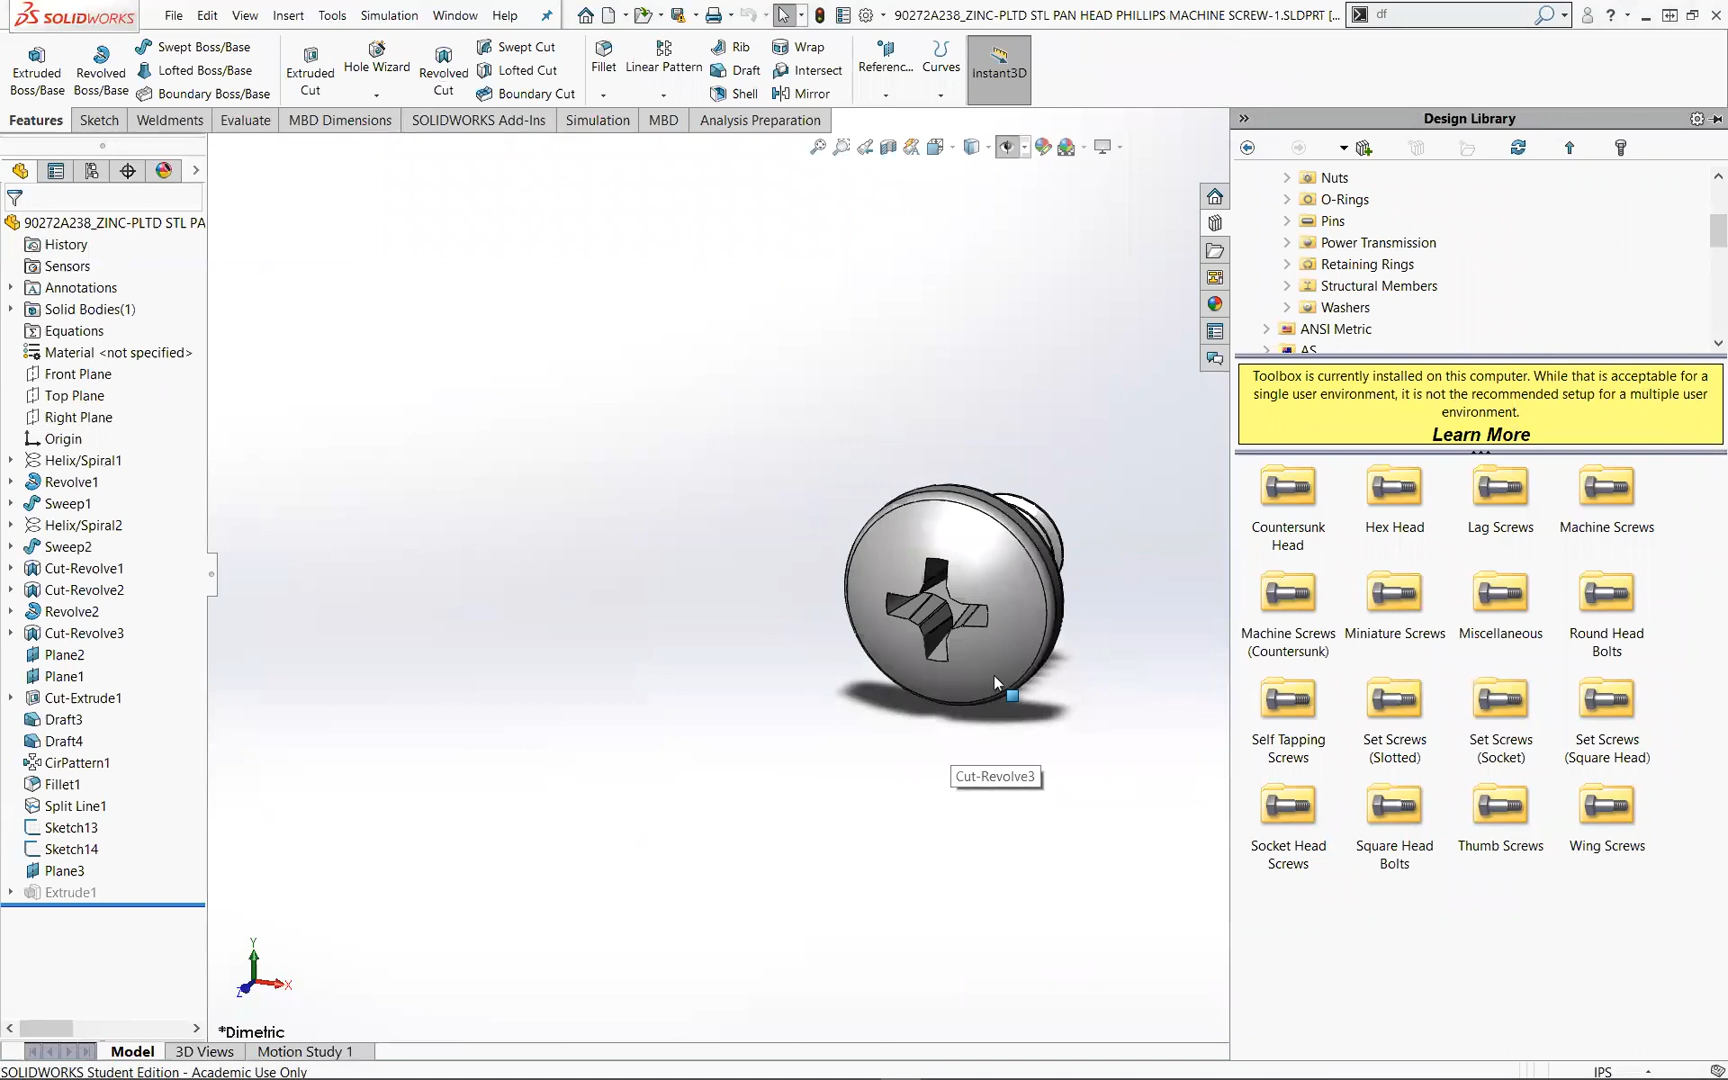 SOLIDWORKS File Edit View Insert Tools Simulation Window Help 90272A238_ZINC-PLTD STL PAN HEAD PHILLIPS MACHINE SCREW-1.SLDPRT [... df
Extruded Boss/Base
Revolved Boss/Base
Swept Boss/Base
Lofted Boss/Base
Boundary Boss/Base
Extruded Cut
Hole Wizard
Revolved Cut
Swept Cut
Lofted Cut
Boundary Cut
Fillet
Linear Pattern
Rib
Draft
Shell
Wrap
Intersect
Mirror
Referenc...
Curves
Instant3D
Features Sketch Weldments Evaluate MBD Dimensions SOLIDWORKS Add-Ins Simulation MBD Analysis Preparation
90272A238_ZINC-PLTD STL PA
History
Sensors
Annotations
Solid Bodies(1)
Equations
Material <not specified>
Front Plane
Top Plane
Right Plane
Origin
Helix/Spiral1
Revolve1
Sweep1
Helix/Spiral2
Sweep2
Cut-Revolve1
Cut-Revolve2
Revolve2
Cut-Revolve3
Plane2
Plane1
Cut-Extrude1
Draft3
Draft4
CirPattern1
Fillet1
Split Line1
Sketch13
Sketch14
Plane3
Extrude1
Cut-Revolve3
Y
X
Z
*Dimetric
Design Library
Nuts
O-Rings
Pins
Power Transmission
Retaining Rings
Structural Members
Washers
ANSI Metric
AS
Toolbox is currently installed on this computer. While that is acceptable for a
single user environment, it is not the recommended setup for a multiple user
environment.
Learn More
Countersunk Head
Hex Head
Lag Screws
Machine Screws
Machine Screws (Countersunk)
Miniature Screws
Miscellaneous
Round Head Bolts
Self Tapping Screws
Set Screws (Slotted)
Set Screws (Socket)
Set Screws (Square Head)
Socket Head Screws
Square Head Bolts
Thumb Screws
Wing Screws
Model 3D Views Motion Study 1
SOLIDWORKS Student Edition - Academic Use Only
IPS